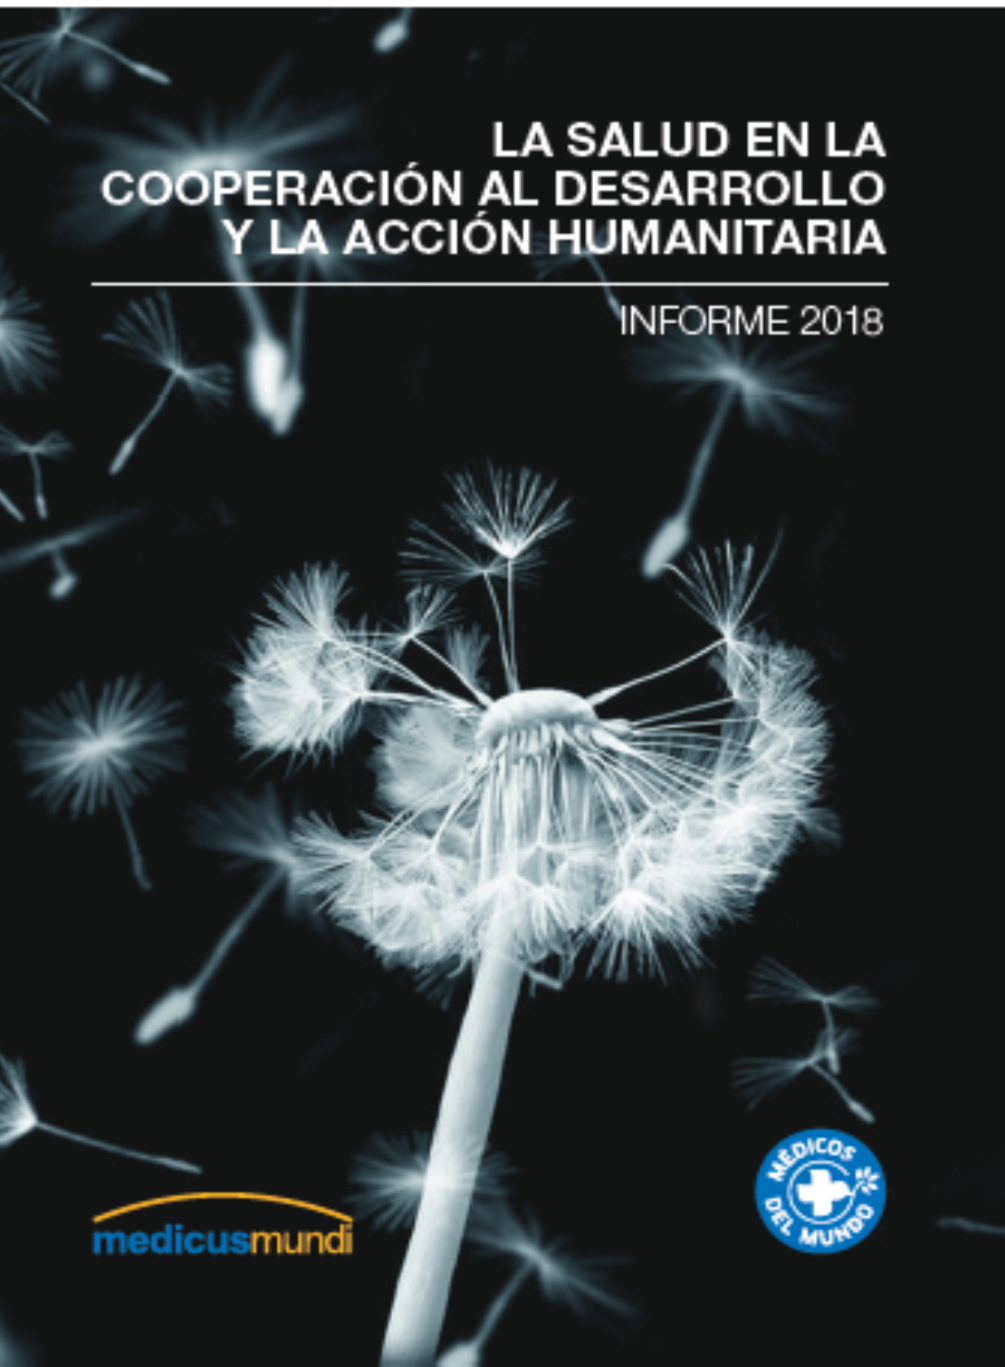 LA SALUD EN LA
COOPERACIÓN AL DESARROLLO
Y LA ACCIÓN HUMANITARIA
INFORME 2018
medicusmundi
MÉDICOS
DEL MUNDO